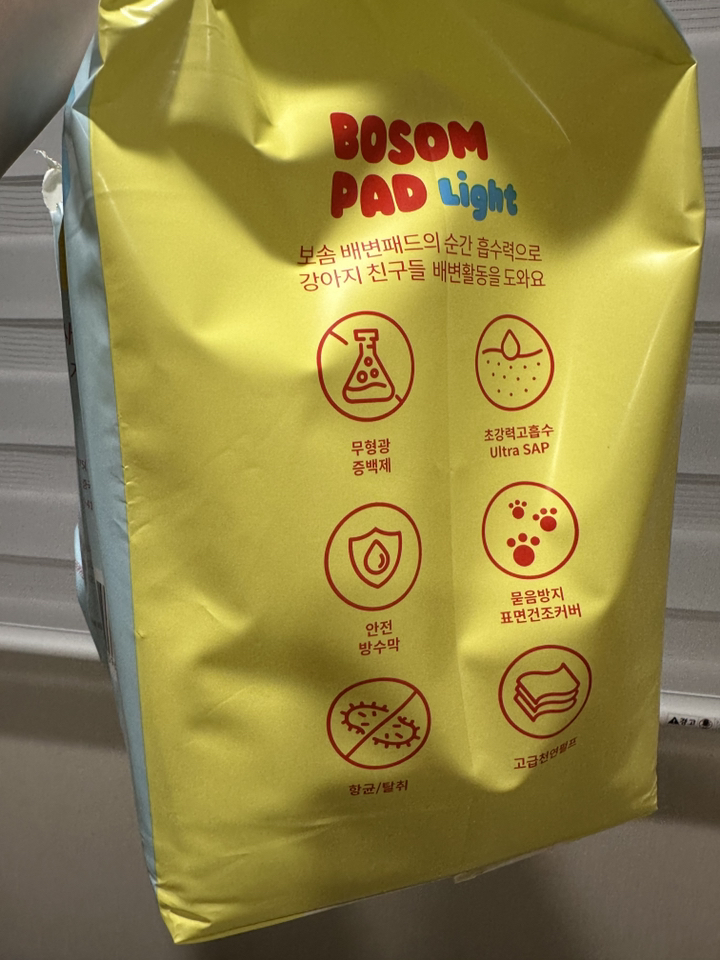 BOSOM
PAD Light
보솜 배변패드의 순간 흡수력으로
강아지 친구들 배변활동을 도와요
무형광
증백제
초강력고흡수
Ultra SAP
안전
방수막
묻음방지
표면건조커버
항균/탈취
고급천연펄프
경고